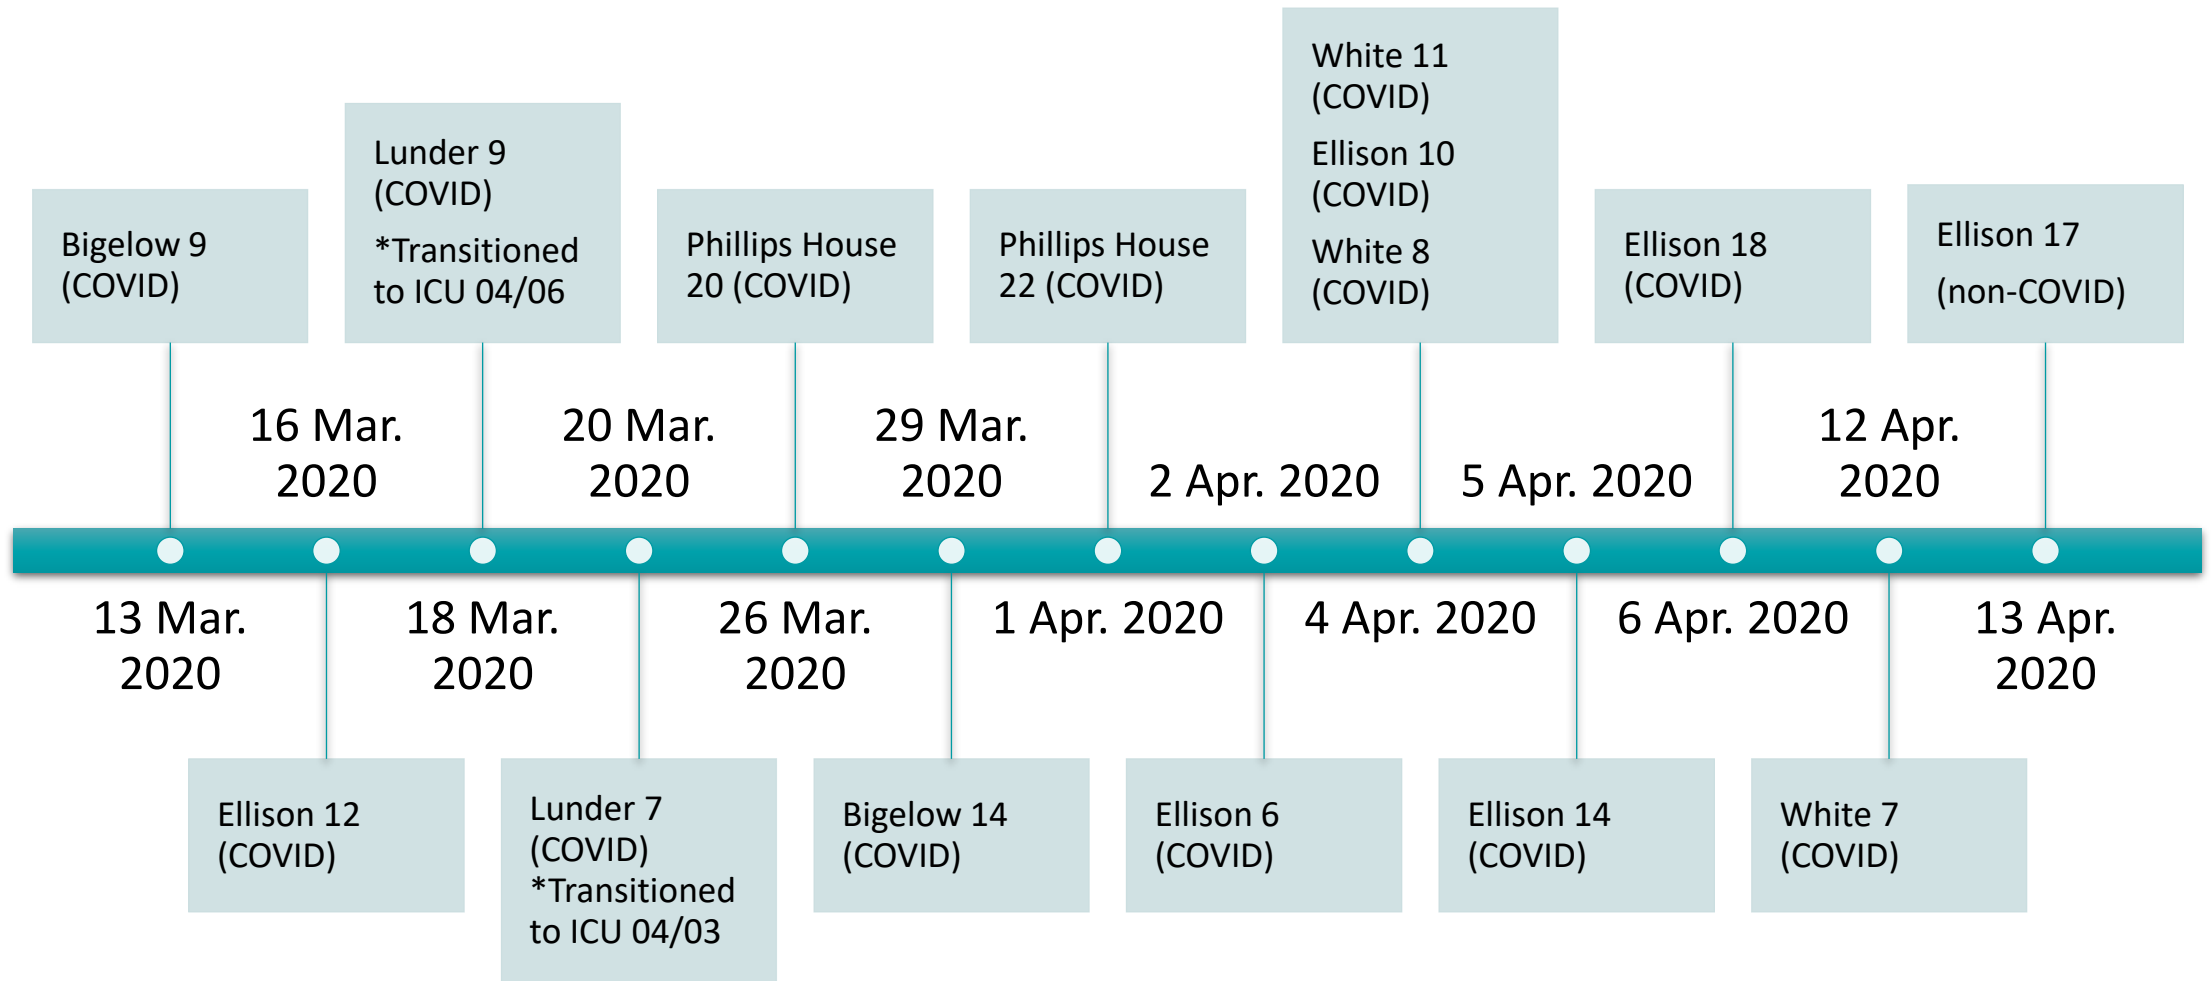 White 11
(COVID)
Ellison 10
(COVID)
White 8
(COVID)
Lunder 9
(COVID)
*Transitioned
to ICU 04/06
Bigelow 9
(COVID)
Phillips House
20 (COVID)
Phillips House
22 (COVID)
Ellison 18
(COVID)
Ellison 17
(non-COVID)
16 Mar.
2020
20 Mar.
2020
29 Mar.
2020
2 Apr. 2020
5 Apr. 2020
12 Apr.
2020
13 Mar.
2020
18 Mar.
2020
26 Mar.
2020
1 Apr. 2020
4 Apr. 2020
6 Apr. 2020
13 Apr.
2020
Ellison 12
(COVID)
Lunder 7
(COVID)
*Transitioned
to ICU 04/03
Bigelow 14
(COVID)
Ellison 6
(COVID)
Ellison 14
(COVID)
White 7
(COVID)